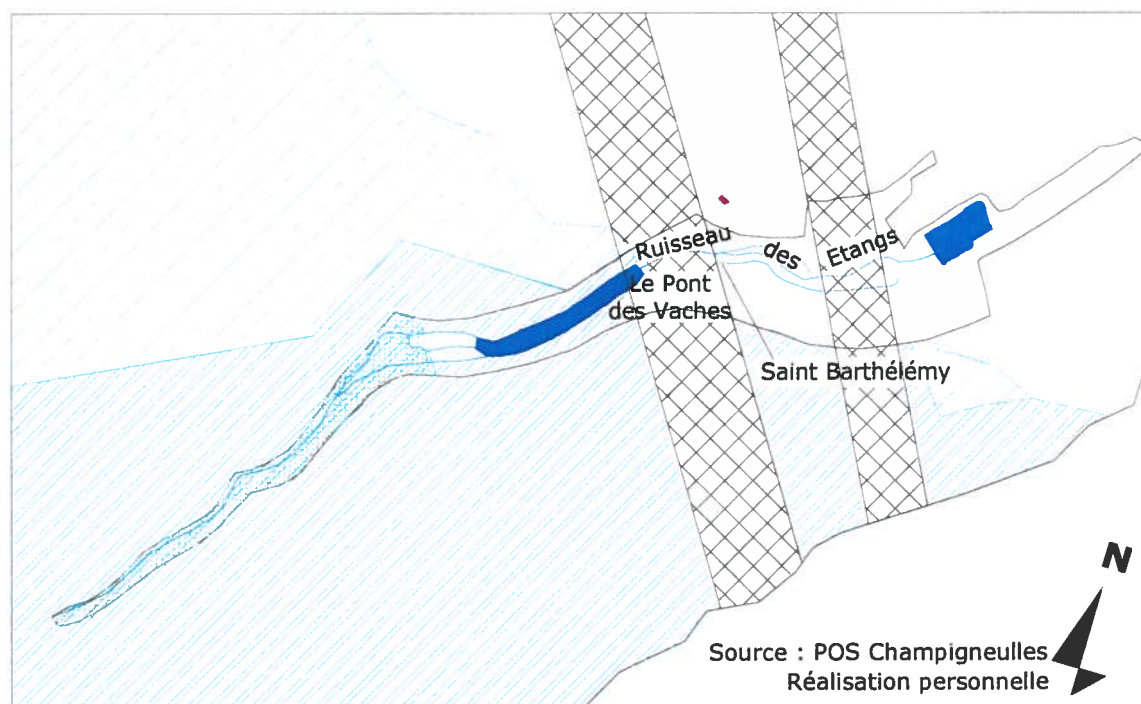 Ruisseau des Etangs
Le Pont
des Vaches
Saint Barthélémy
N
Source : POS Champigneulles
Réalisation personnelle